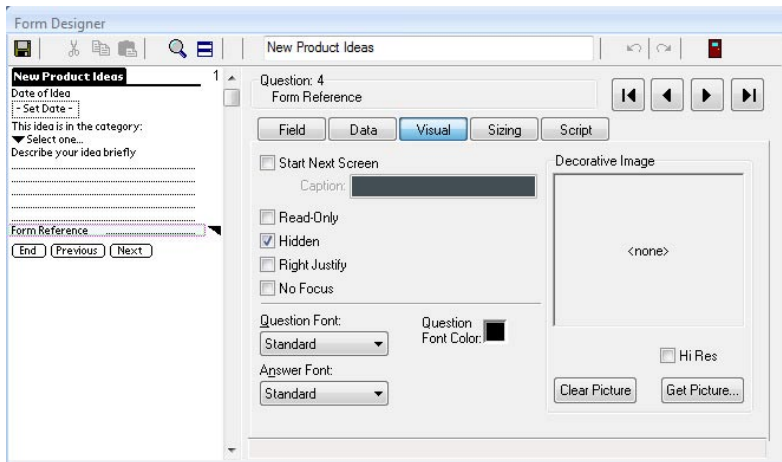 Form Designer
New Product Ideas
New Product Ideas 1
Date of Idea
- Set Date -
This idea is in the category:
Select one...
Describe your idea briefly
Form Reference
End Previous Next
Question: 4
Form Reference
Field Data Visual Sizing Script
Start Next Screen
Caption:
Read-Only
Hidden
Right Justify
No Focus
Question Font:
Standard
Question
Font Color:
Answer Font:
Standard
Decorative Image
<none>
Hi Res
Clear Picture Get Picture...